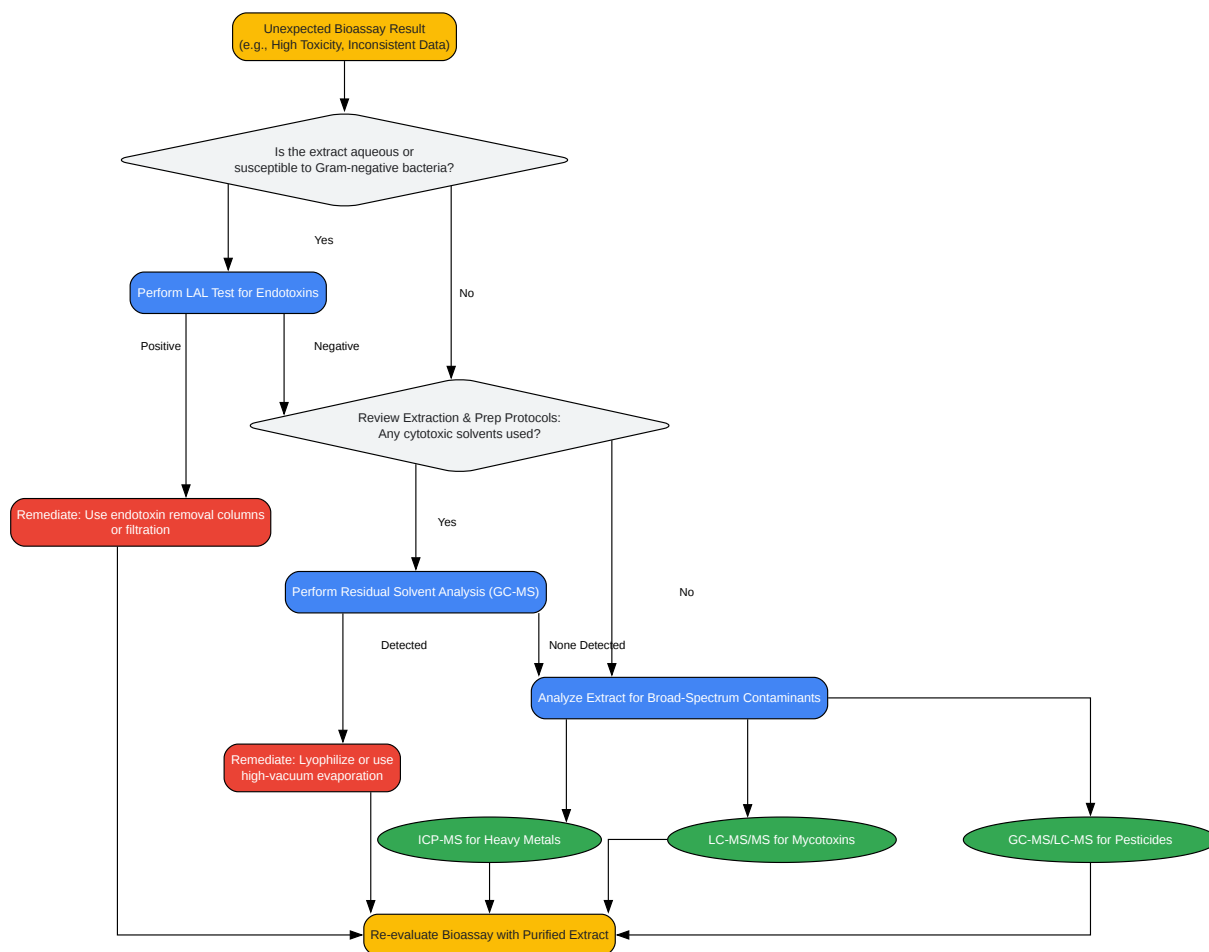 Unexpected Bioassay Result
(e.g., High Toxicity, Inconsistent Data)
Is the extract aqueous or
susceptible to Gram-negative bacteria?
Yes
Perform LAL Test for Endotoxins
No
Positive
Negative
Review Extraction & Prep Protocols:
Any cytotoxic solvents used?
Remediate: Use endotoxin removal columns
or filtration
Yes
Perform Residual Solvent Analysis (GC-MS)
No
Detected
None Detected
Analyze Extract for Broad-Spectrum Contaminants
Remediate: Lyophilize or use
high-vacuum evaporation
ICP-MS for Heavy Metals
LC-MS/MS for Mycotoxins
GC-MS/LC-MS for Pesticides
Re-evaluate Bioassay with Purified Extract